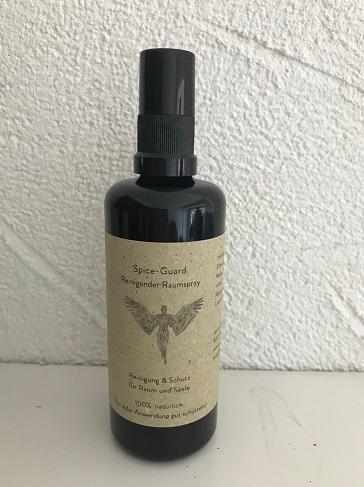 Spice-Guard
Reinigender Raumspray
Reinigung & Schutz
für Raum und Seele
100% natürlich
Vor jeder Anwendung gut schütteln!